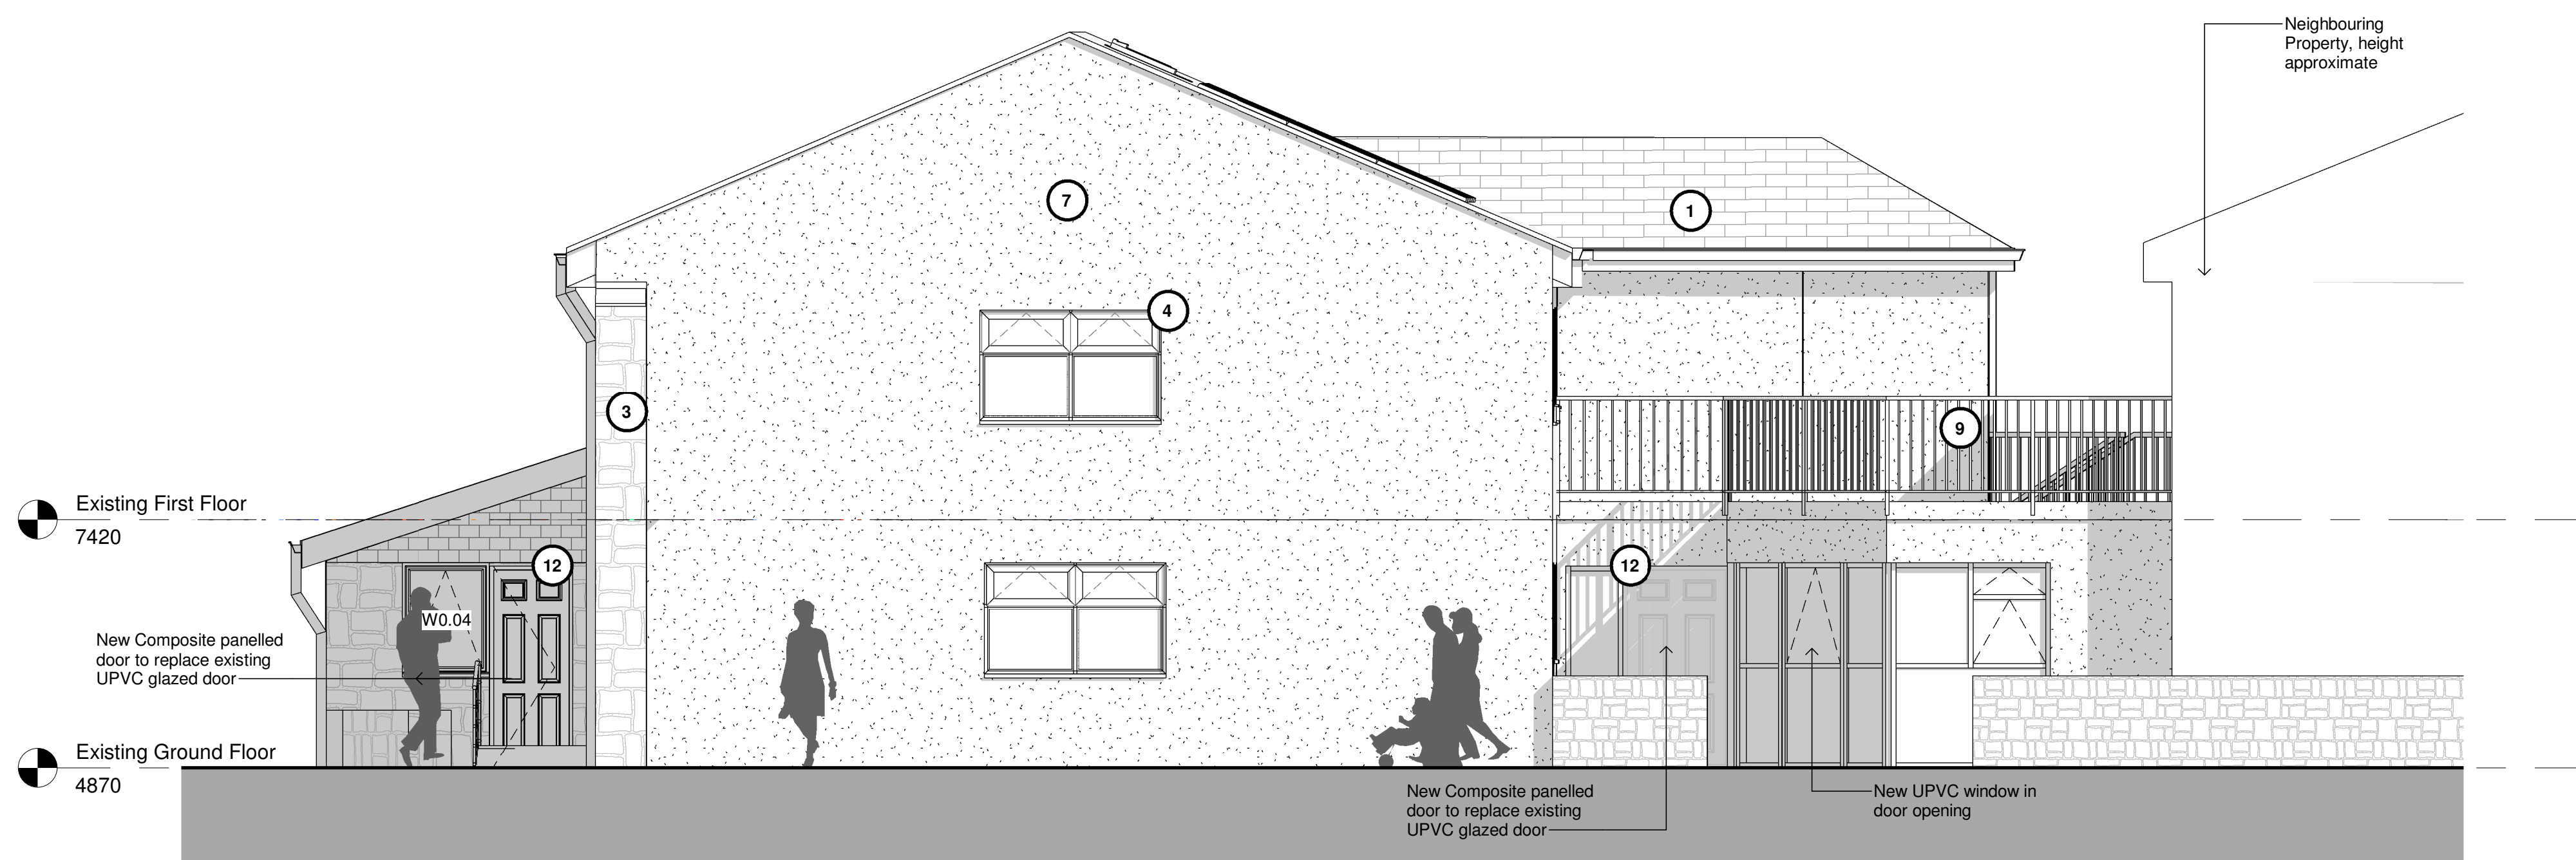 Neighbouring
Property, height
approximate
7
1
4
3
9
Existing First Floor
7420
12
12
W0.04
New Composite panelled
door to replace existing
UPVC glazed door
Existing Ground Floor
4870
New Composite panelled
door to replace existing
UPVC glazed door
New UPVC window in
door opening